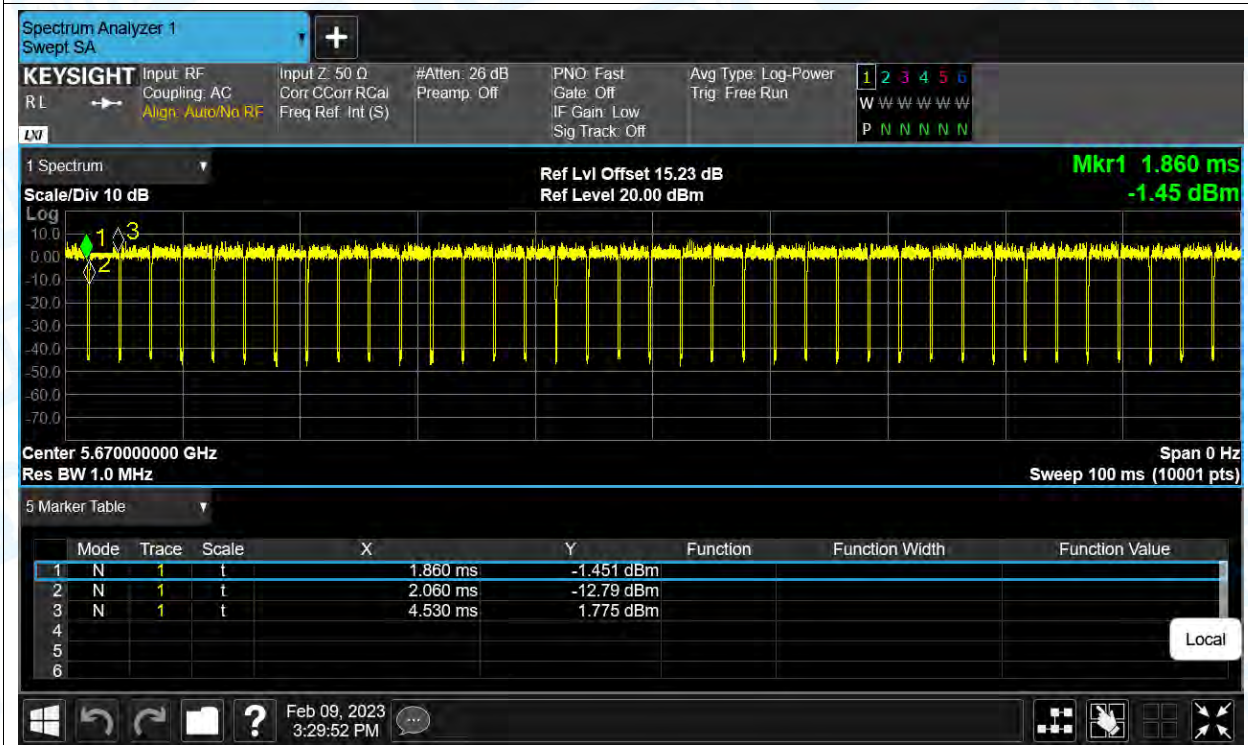 Spectrum Analyzer 1
Swept SA
KEYSIGHT Input: RF Input Z: 50 Ω #Atten: 26 dB PNO: Fast Avg Type: Log-Power 1 2 3 4 5 6
RL Coupling: AC Corr CCorr RCal Preamp: Off Gate: Off Trig: Free Run W W W W W W
Align: Auto/No RF Freq Ref: Int (S) IF Gain: Low
LXI Sig Track: Off P N N N N N
1 Spectrum Ref Lvl Offset 15.23 dB Mkr1 1.860 ms
Scale/Div 10 dB Ref Level 20.00 dBm -1.45 dBm
Log
10.0 1 3
0.00 2
-10.0
-20.0
-30.0
-40.0
-50.0
-60.0
-70.0
Center 5.670000000 GHz Span 0 Hz
Res BW 1.0 MHz Sweep 100 ms (10001 pts)
5 Marker Table
Mode Trace Scale X Y Function Function Width Function Value
1 N 1 t 1.860 ms -1.451 dBm
2 N 1 t 2.060 ms -12.79 dBm
3 N 1 t 4.530 ms 1.775 dBm
4
5 Local
6
? Feb 09, 2023
3:29:52 PM